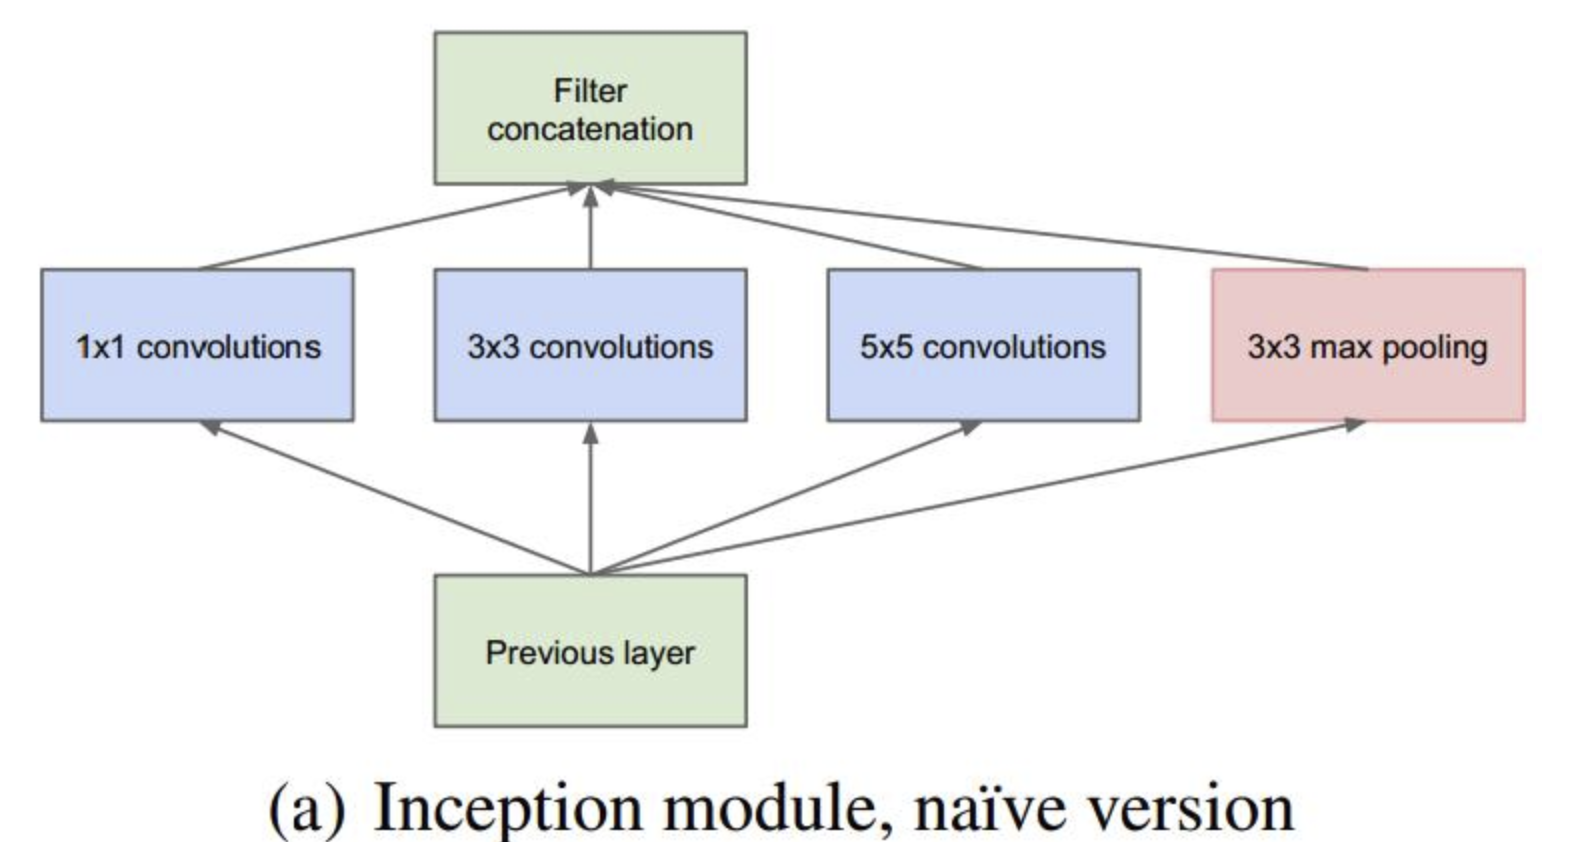 Filter
concatenation
1x1 convolutions
3x3 convolutions
5x5 convolutions
3x3 max pooling
Previous layer
(a) Inception module, naïve version